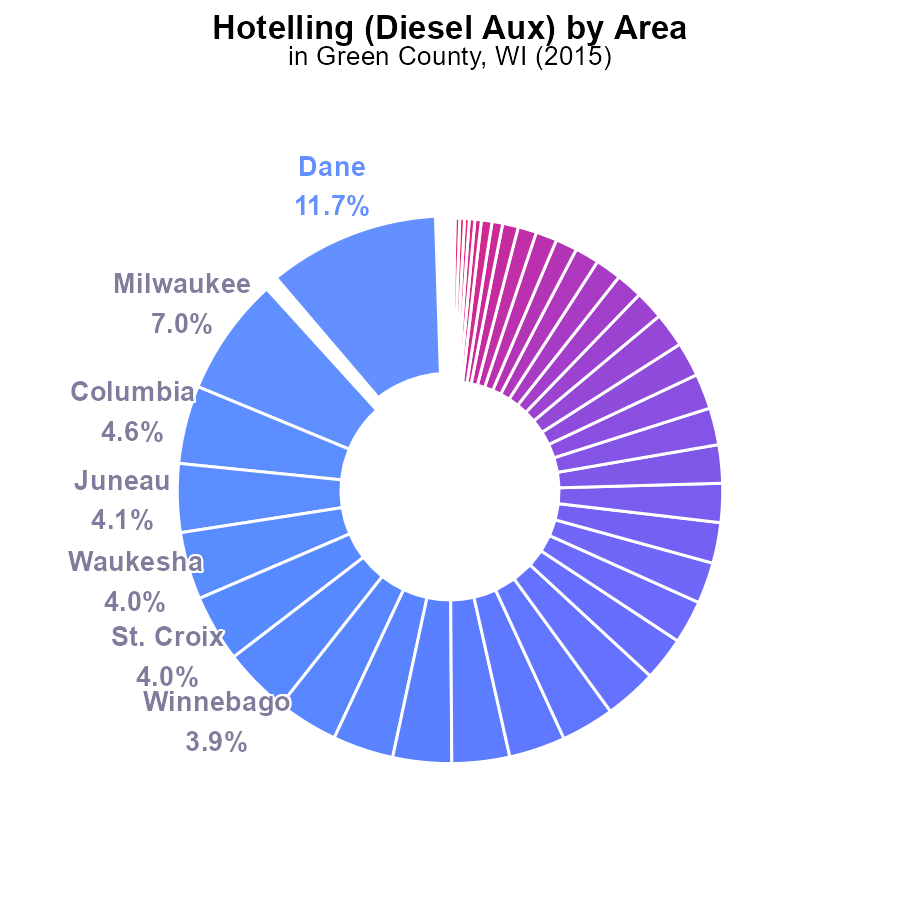 Hotelling (Diesel Aux) by Area
in Green County, WI (2015)
Dane
11.7%
Milwaukee
7.0%
Columbia
4.6%
Juneau
4.1%
Waukesha
4.0%
St. Croix
4.0%
Winnebago
3.9%